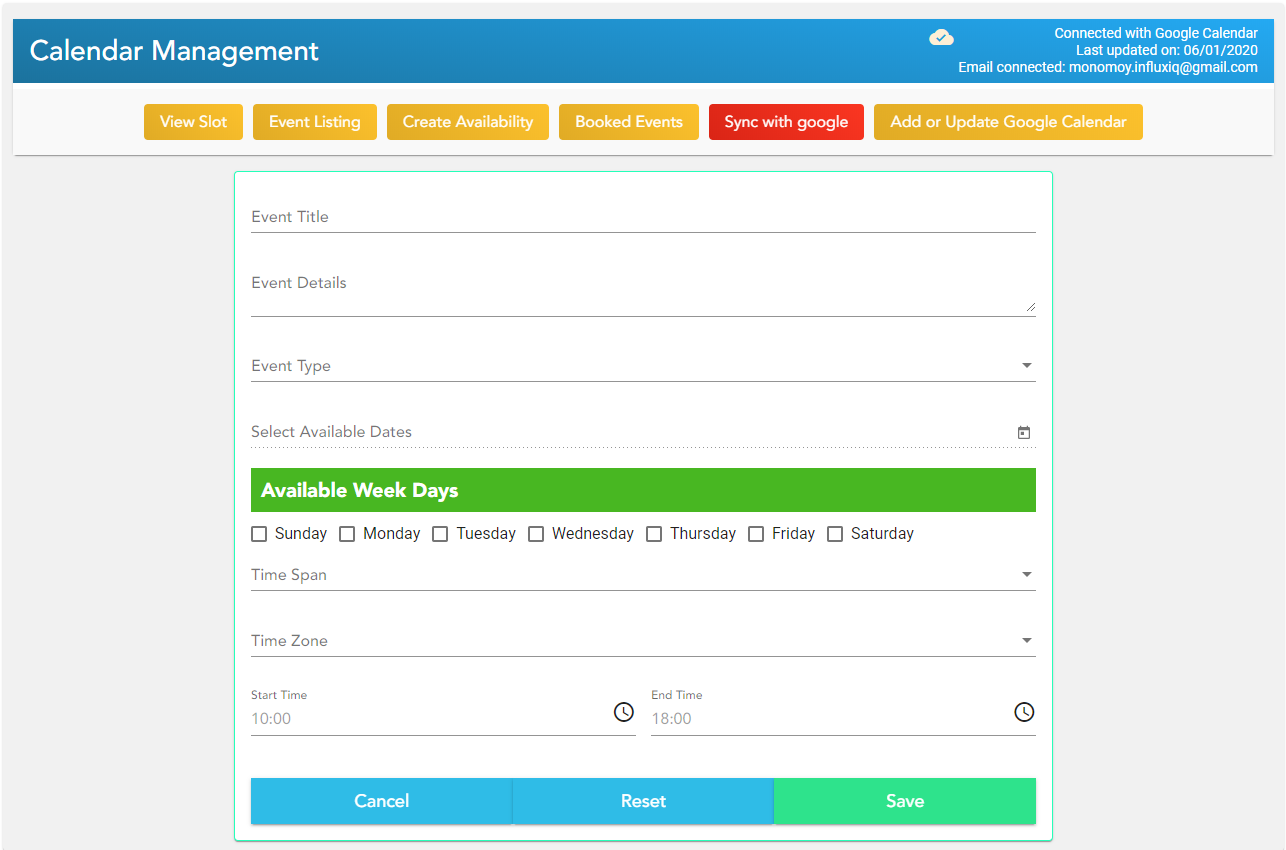 Calendar Management
Connected with Google Calendar
Last updated on: 06/01/2020
Email connected: monomoy.influxiq@gmail.com
View Slot Event Listing Create Availability Booked Events Sync with google Add or Update Google Calendar
Event Title
Event Details
Event Type
Select Available Dates
Available Week Days
Sunday Monday Tuesday Wednesday Thursday Friday Saturday
Time Span
Time Zone
Start Time End Time
10:00 18:00
Cancel Reset Save